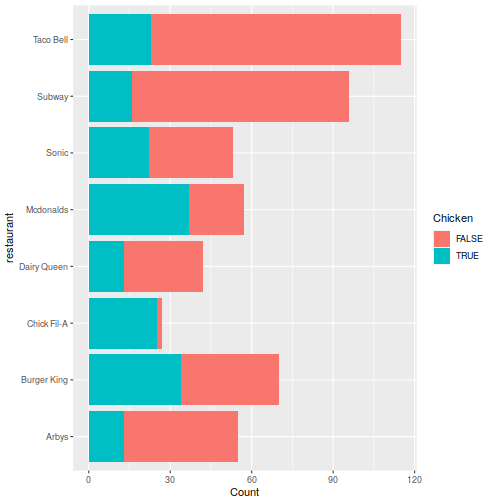 Taco Bell
Subway
Sonic
Mcdonalds
Dairy Queen
Chick Fil-A
Burger King
Arbys
restaurant
0 30 60 90 120
Count
Chicken
FALSE
TRUE